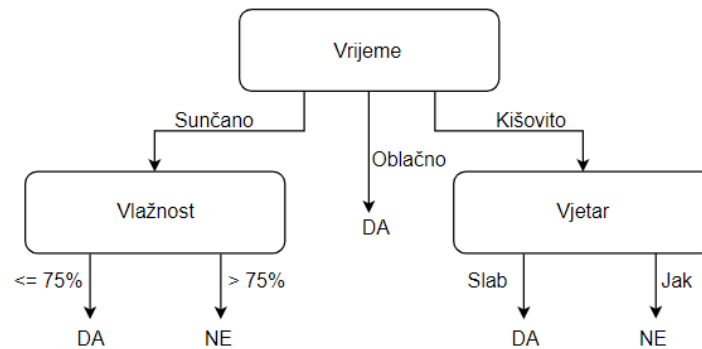 Vrijeme
Sunčano
Oblačno
Kišovito
Vlažnost
DA
Vjetar
<= 75%
> 75%
Slab
Jak
DA
NE
DA
NE